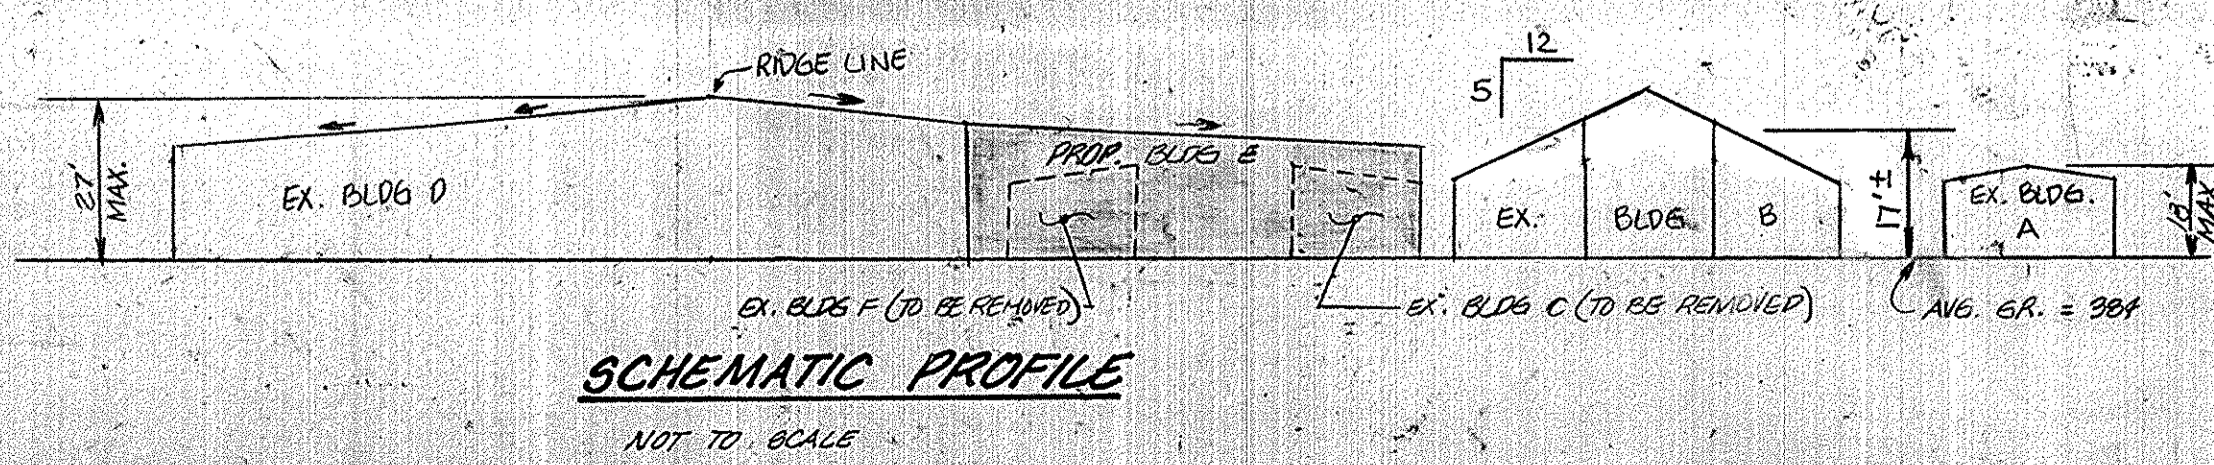 RIDGE LINE
12
5
27'
MAX.
EX. BLDG D
PROP. BLDG E
EX.
BLDG
B
17'±
EX. BLDG.
A
18'
MAX
EX. BLDG F (TO BE REMOVED)
EX. BLDG C (TO BE REMOVED)
AVG. GR. = 384
SCHEMATIC PROFILE
NOT TO SCALE